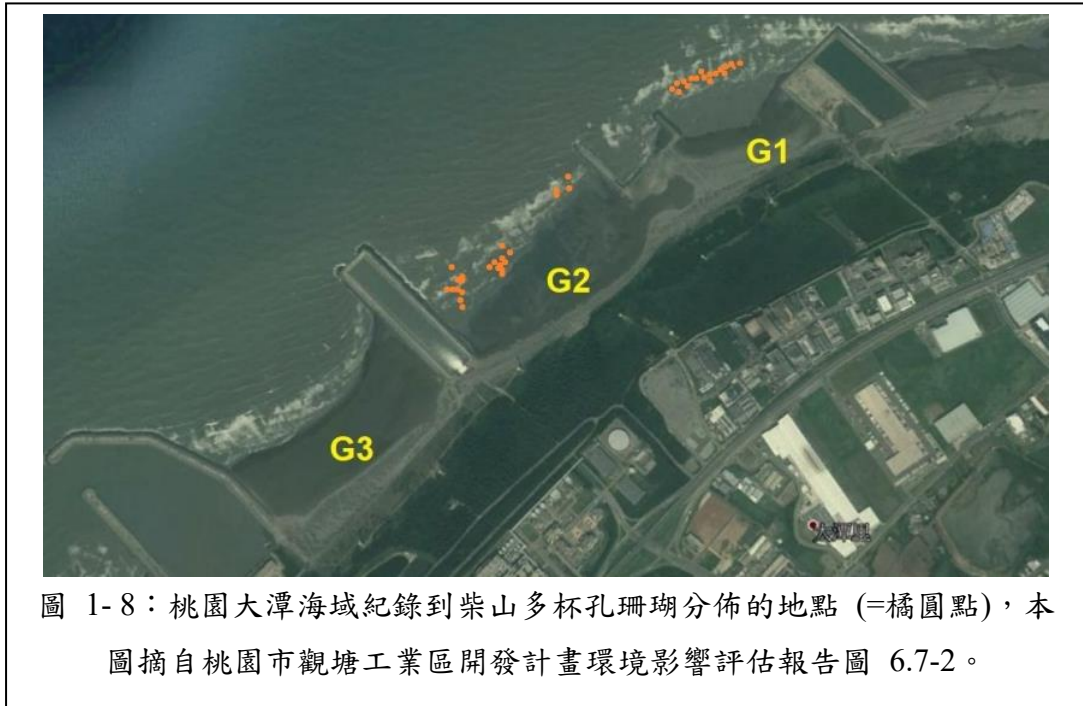 G1
G2
G3
大潭里
圖 1- 8：桃園大潭海域紀錄到柴山多杯孔珊瑚分佈的地點 (=橘圓點)，本
圖摘自桃園市觀塘工業區開發計畫環境影響評估報告圖 6.7-2。